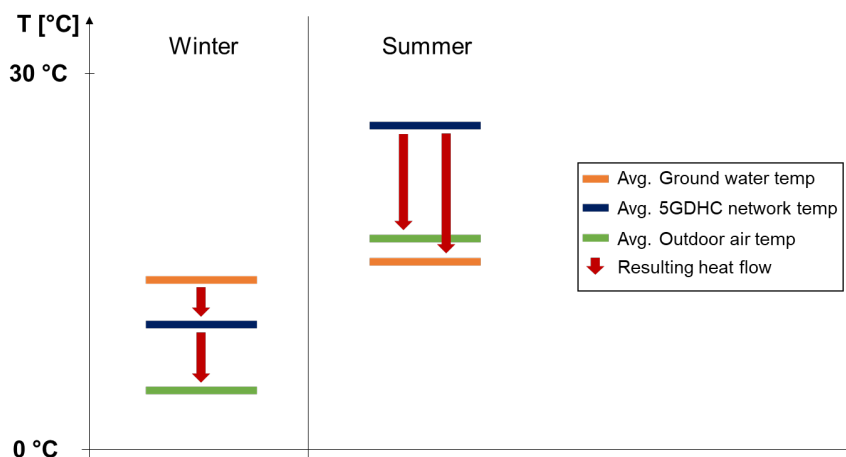 T [°C]
Winter
Summer
30 °C
Avg. Ground water temp
Avg. 5GDHC network temp
Avg. Outdoor air temp
Resulting heat flow
0 °C